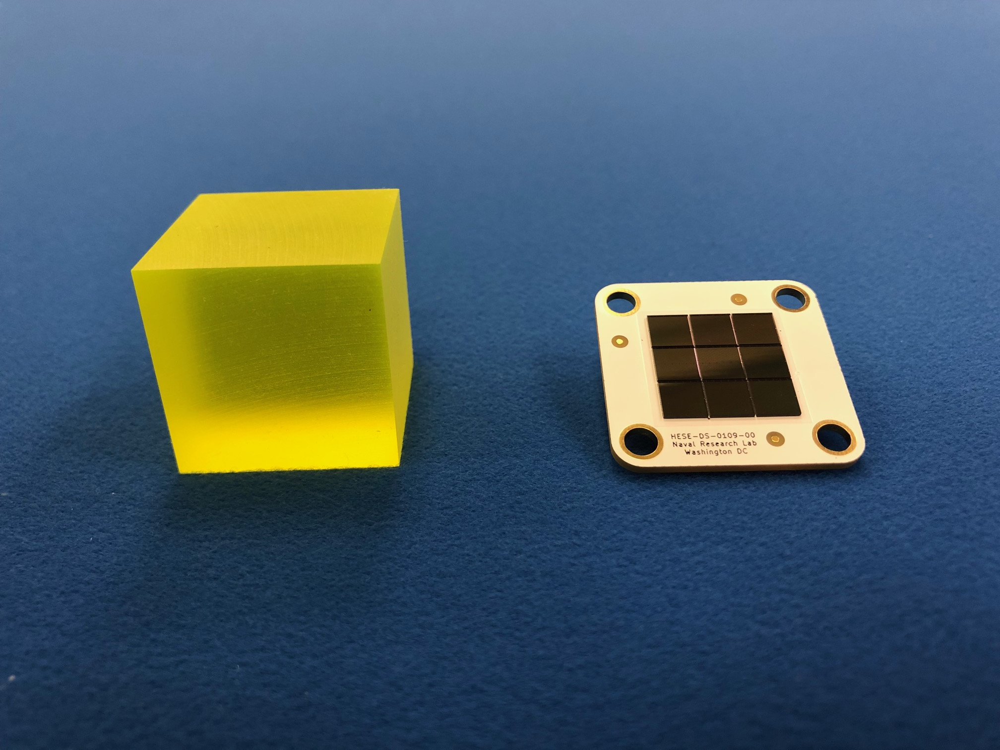 HESE-DS-0109-00
Naval Research Lab
Washington DC